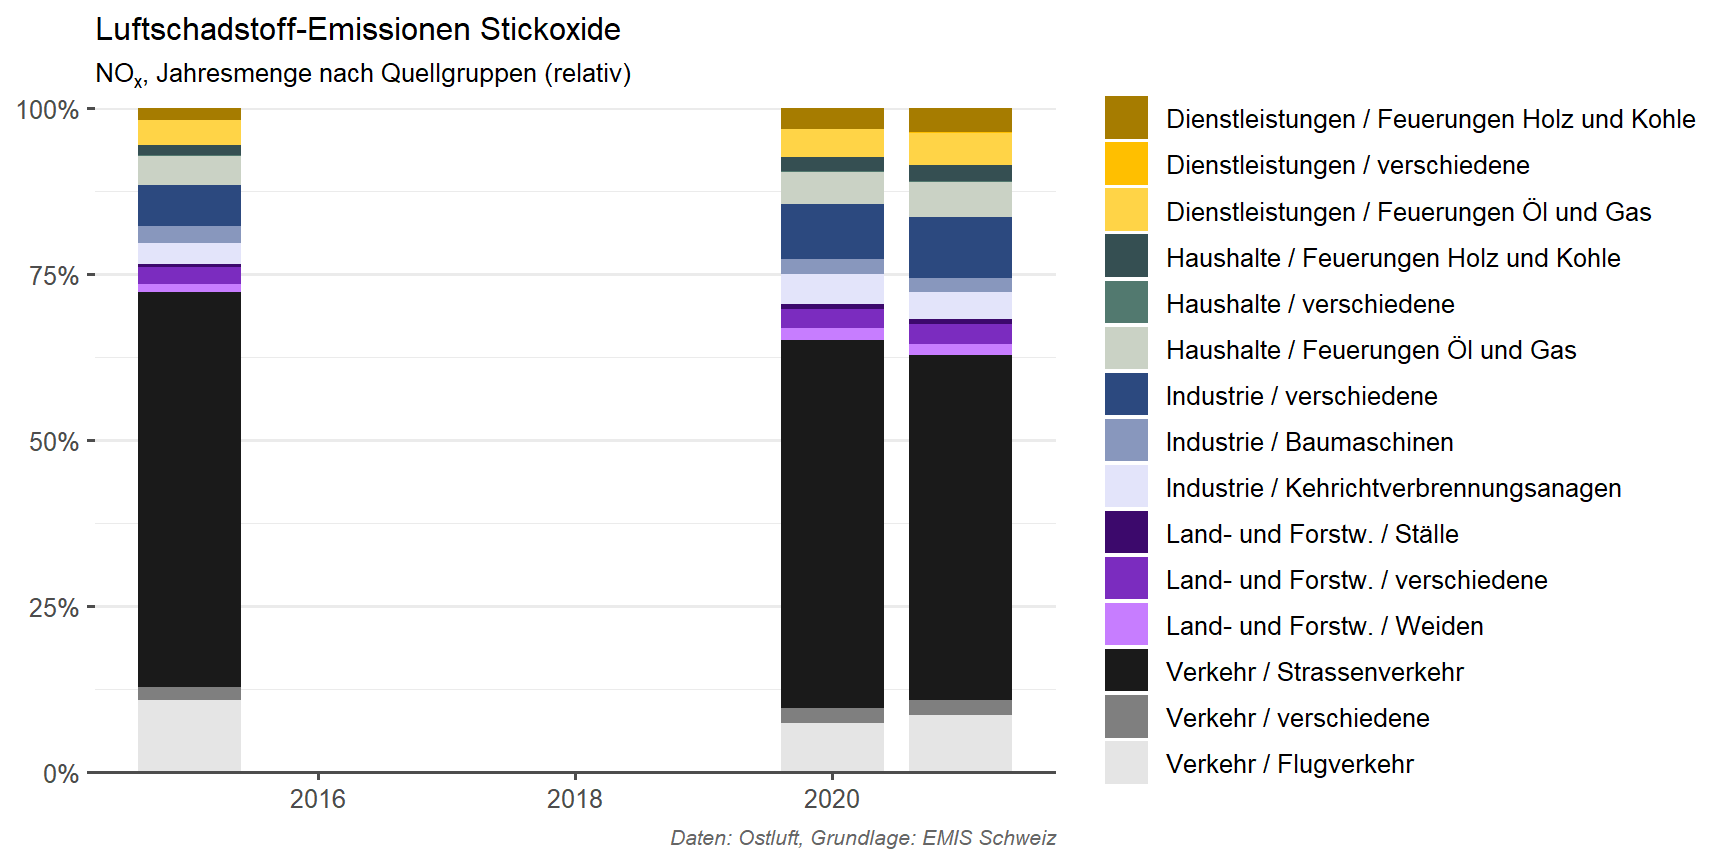 Luftschadstoff-Emissionen Stickoxide
NOx, Jahresmenge nach Quellgruppen (relativ)
100%
75%
50%
25%
0%
2016
2018
2020
Dienstleistungen / Feuerungen Holz und Kohle
Dienstleistungen / verschiedene
Dienstleistungen / Feuerungen Öl und Gas
Haushalte / Feuerungen Holz und Kohle
Haushalte / verschiedene
Haushalte / Feuerungen Öl und Gas
Industrie / verschiedene
Industrie / Baumaschinen
Industrie / Kehrichtverbrennungsanagen
Land- und Forstw. / Ställe
Land- und Forstw. / verschiedene
Land- und Forstw. / Weiden
Verkehr / Strassenverkehr
Verkehr / verschiedene
Verkehr / Flugverkehr
Daten: Ostluft, Grundlage: EMIS Schweiz